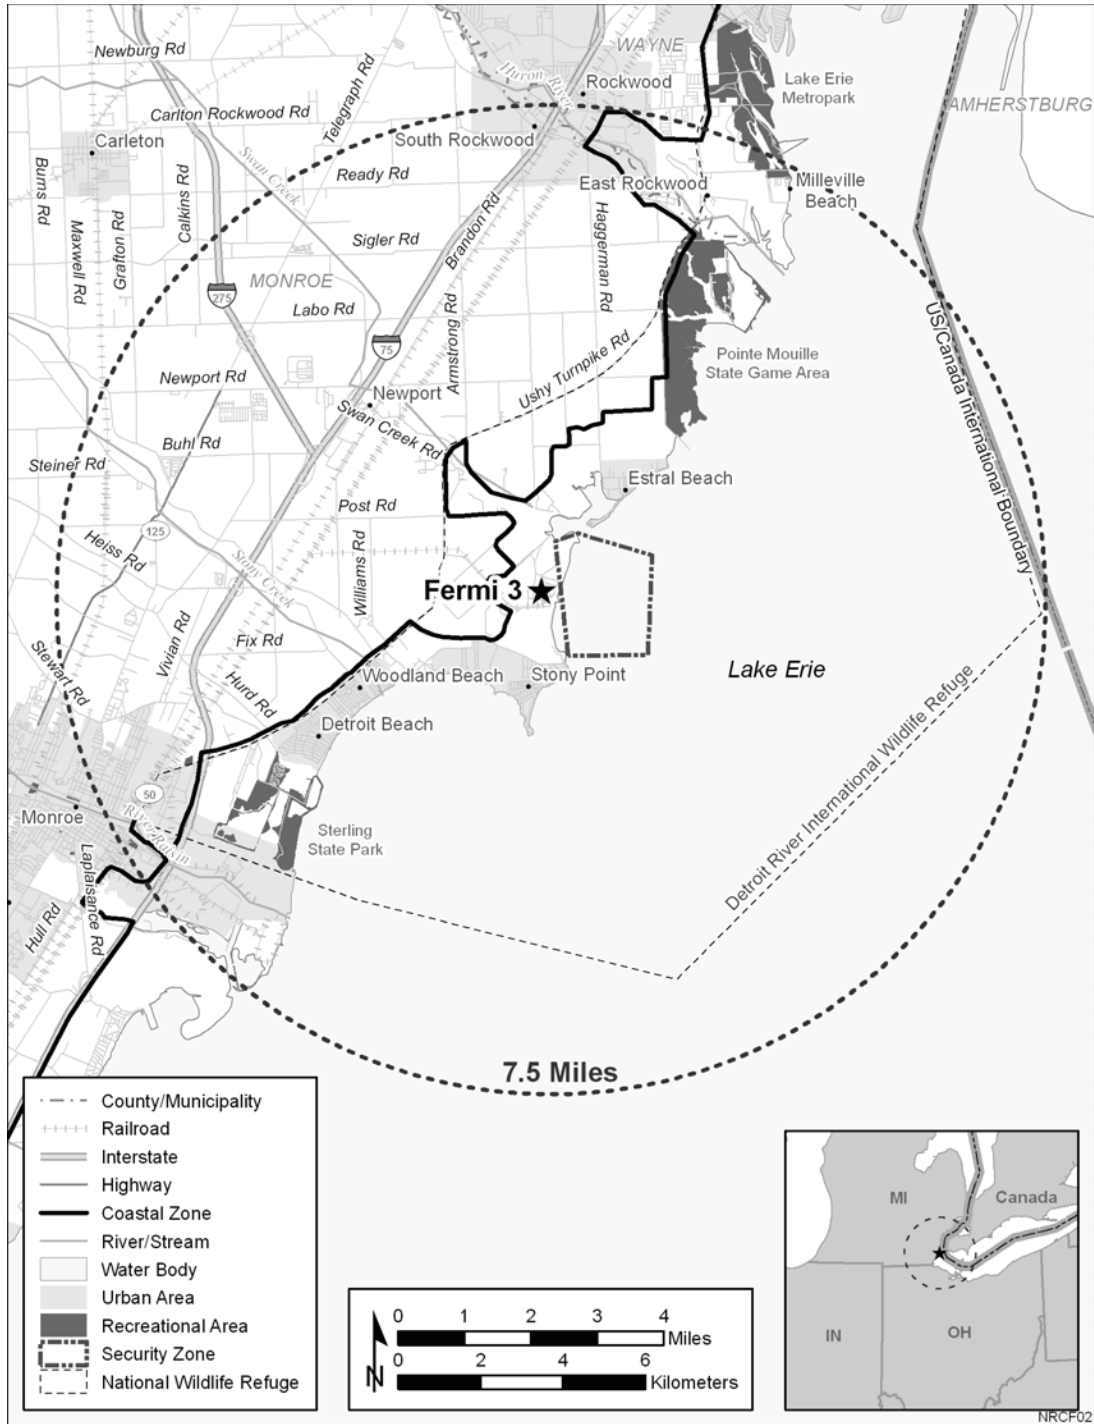 WAYNE
Newburg Rd
Huron River
Rockwood
Lake Erie
Metropark
Telegraph Rd
AMHERSTBURG
Carlton Rockwood Rd
Carleton
South Rockwood
Swan Creek
Burns Rd
Maxwell Rd
Grafton Rd
Calkins Rd
Ready Rd
East Rockwood
Milleville
Beach
Brandon Rd
Haggerman Rd
Sigler Rd
MONROE
275
Labo Rd
75
Armstrong Rd
US/Canada International Boundary
Ushy Turnpike Rd
Pointe Mouille
State Game Area
Newport Rd
Newport
Swan Creek Rd
Buhl Rd
Steiner Rd
Estral Beach
Post Rd
125
Heiss Rd
Stony Creek
Williams Rd
Fermi 3
Vivian Rd
Fix Rd
Stewart Rd
Hurd Rd
Woodland Beach
Stony Point
Lake Erie
Detroit Beach
Detroit River International Wildlife Refuge
50
Monroe
River Raisin
Sterling
State Park
Laplaisance Rd
Hull Rd
7.5 Miles
County/Municipality
Railroad
Interstate
Highway
Coastal Zone
River/Stream
Water Body
Urban Area
Recreational Area
Security Zone
National Wildlife Refuge
N
0 1 2 3 4
Miles
0 2 4 6
Kilometers
MI
Canada
IN
OH
NRCF02